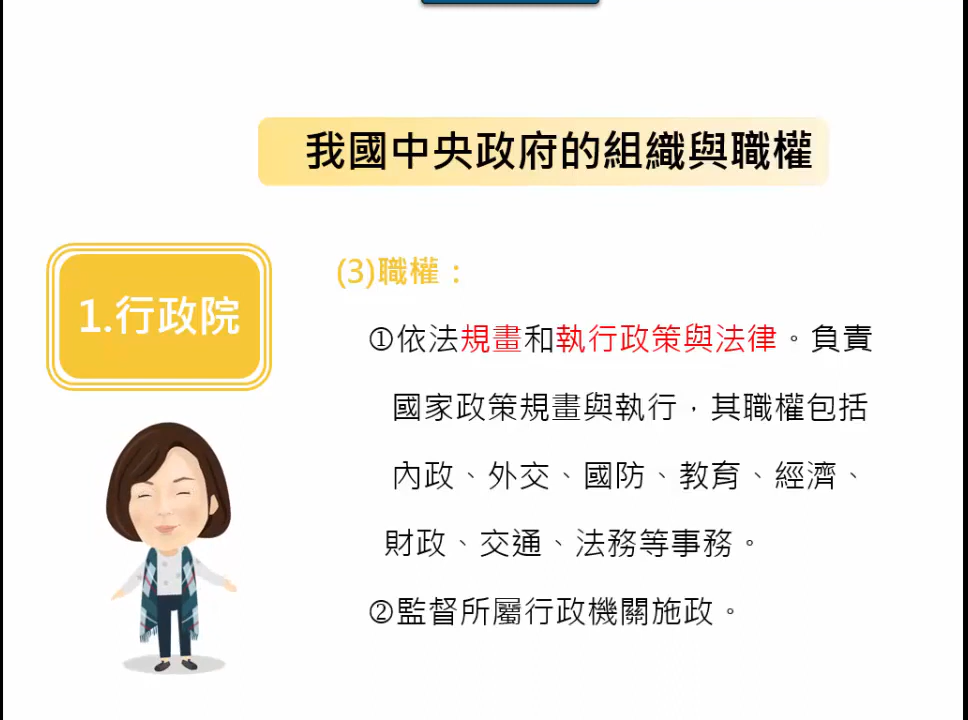 我國中央政府的組織與職權
1.行政院
(3)職權：
①依法規畫和執行政策與法律。負責
國家政策規畫與執行，其職權包括
內政、外交、國防、教育、經濟、
財政、交通、法務等事務。
②監督所屬行政機關施政。